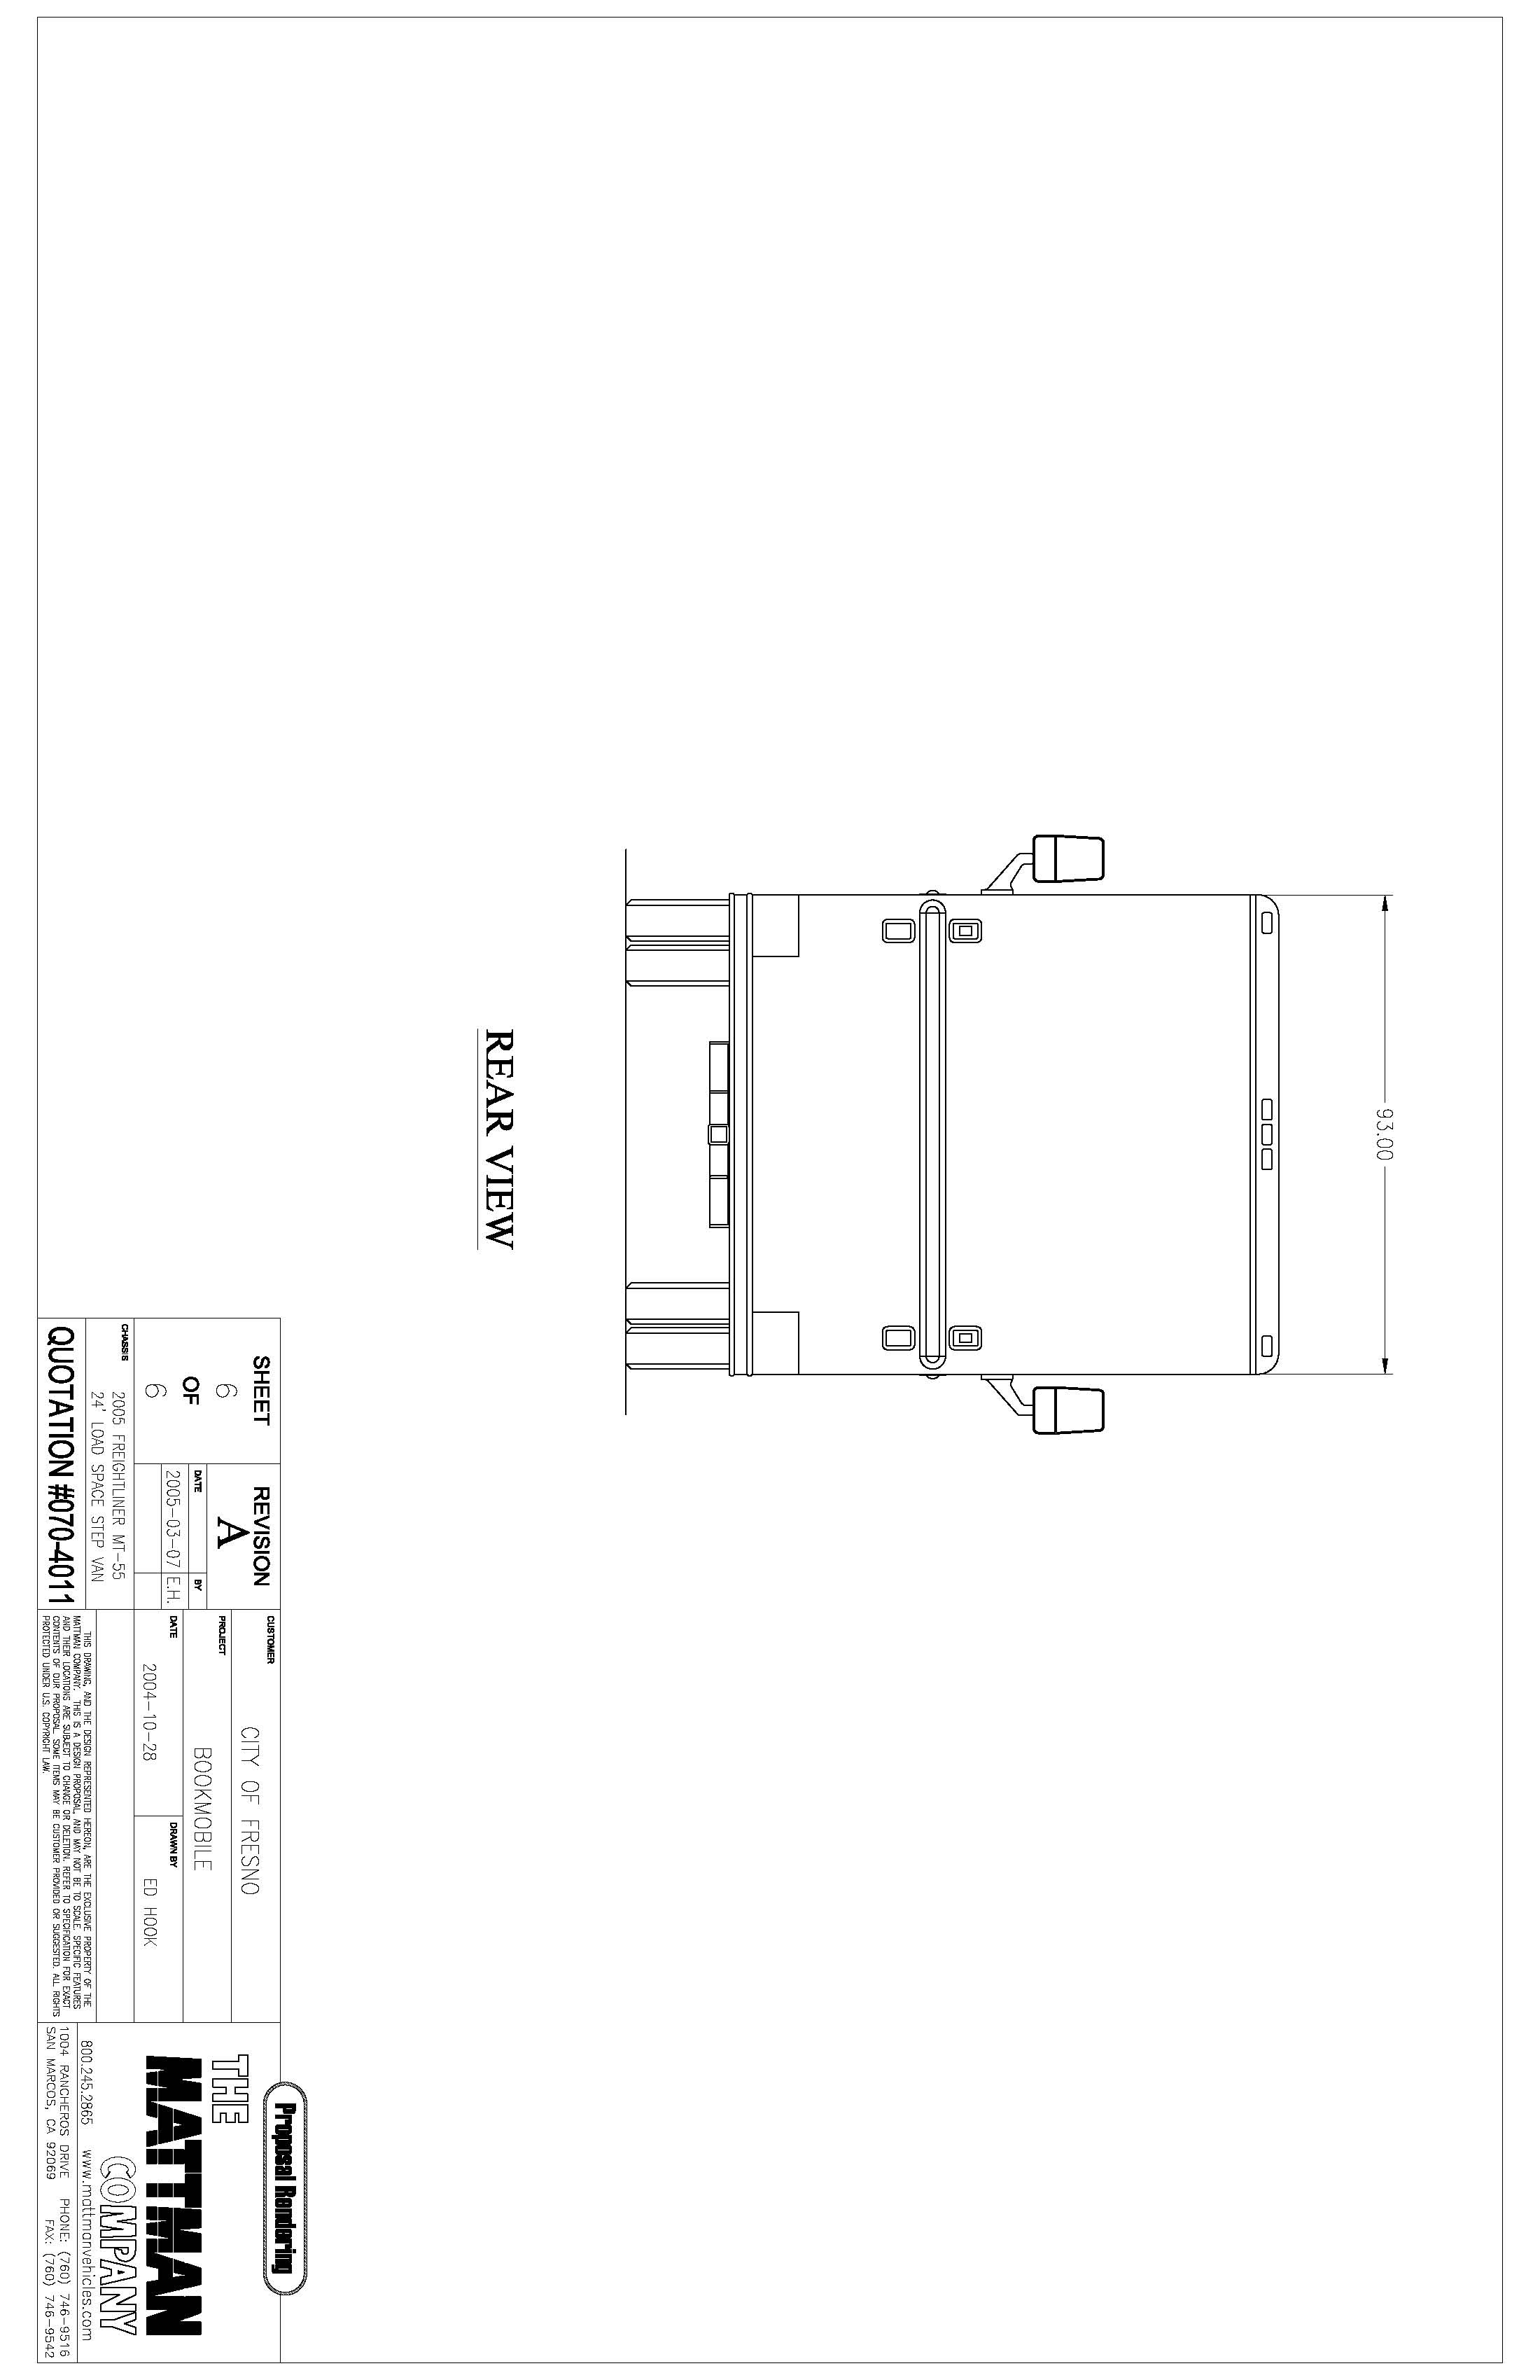 93.00
REAR VIEW
Proposal Rendering
SHEET
6
OF
6
REVISION
A
DATE
BY
2005-03-07 E.H.
CHASSIS
2005 FREIGHTLINER MT-55
24' LOAD SPACE STEP VAN
QUOTATION #070-4011
CUSTOMER
CITY OF FRESNO
PROJECT
BOOKMOBILE
DATE
2004-10-28
DRAWN BY
ED HOOK
THIS DRAWING, AND THE DESIGN REPRESENTED HEREON, ARE THE EXCLUSIVE PROPERTY OF THE
MATTMAN COMPANY. THIS IS A DESIGN PROPOSAL, AND MAY NOT BE TO SCALE. SPECIFIC FEATURES
AND THEIR LOCATIONS ARE SUBJECT TO CHANGE OR DELETION. REFER TO SPECIFICATION FOR EXACT
CONTENTS OF OUR PROPOSAL. SOME ITEMS MAY BE CUSTOMER PROVIDED OR SUGGESTED. ALL RIGHTS
PROTECTED UNDER U.S. COPYRIGHT LAW.
THE
MATTMAN
COMPANY
800.245.2865 www.mattmanvehicles.com
1004 RANCHEROS DRIVE PHONE: (760) 746-9516
SAN MARCOS, CA 92069 FAX: (760) 746-9542